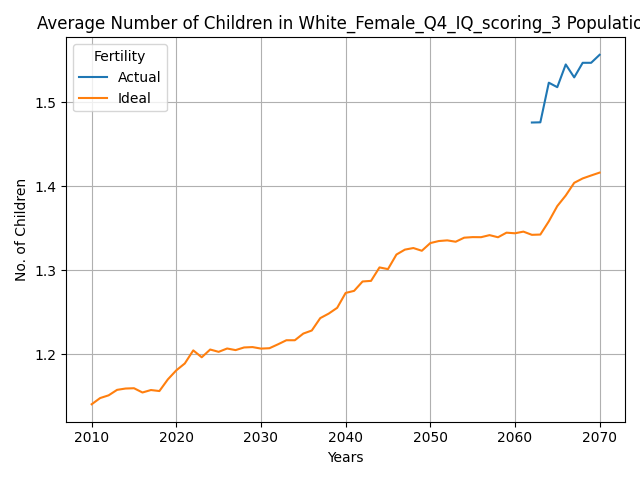 Average Number of Children in White_Female_Q4_IQ_scoring_3 Populatio
Fertility
Actual
Ideal
1.5
1.4
1.3
1.2
No. of Children
2010 2020 2030 2040 2050 2060 2070
Years